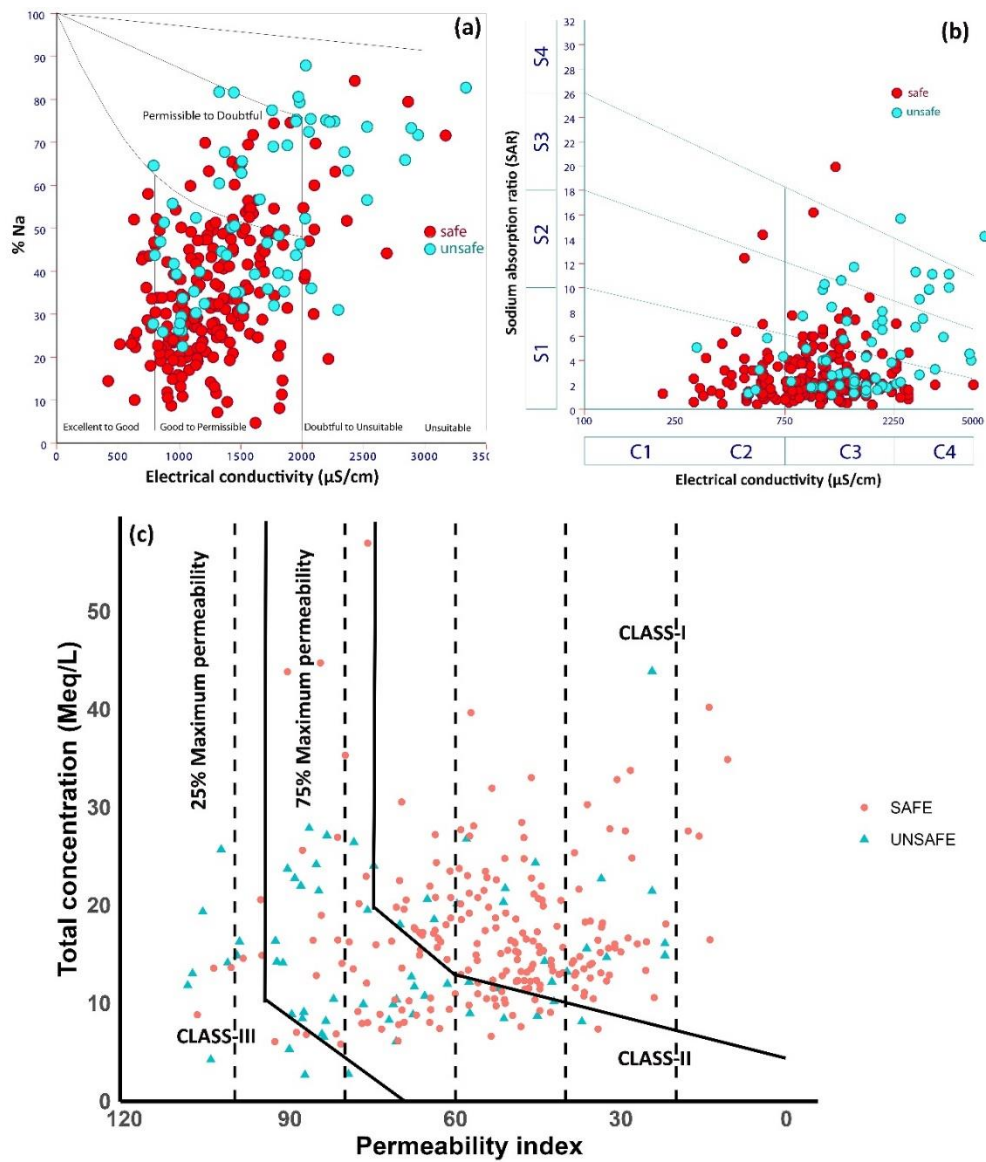 (a)
100
90
80
70
60
50
40
30
20
10
0
% Na
Permissible to Doubtful
safe
unsafe
Excellent to Good
Good to Permissible
Doubtful to Unsuitable
Unsuitable
0
500
1000
1500
2000
2500
3000
Electrical conductivity (µS/cm)
(b)
S4
S3
S2
S1
Sodium absorption ratio (SAR)
32
30
28
26
24
22
20
18
16
14
12
10
8
6
4
2
0
safe
unsafe
100
250
750
2250
5000
C1
C2
C3
C4
Electrical conductivity (µS/cm)
(c)
25% Maximum permeability
75% Maximum permeability
CLASS-I
CLASS-II
CLASS-III
Total concentration (Meq/L)
50
40
30
20
10
0
120
90
60
30
0
Permeability index
SAFE
UNSAFE